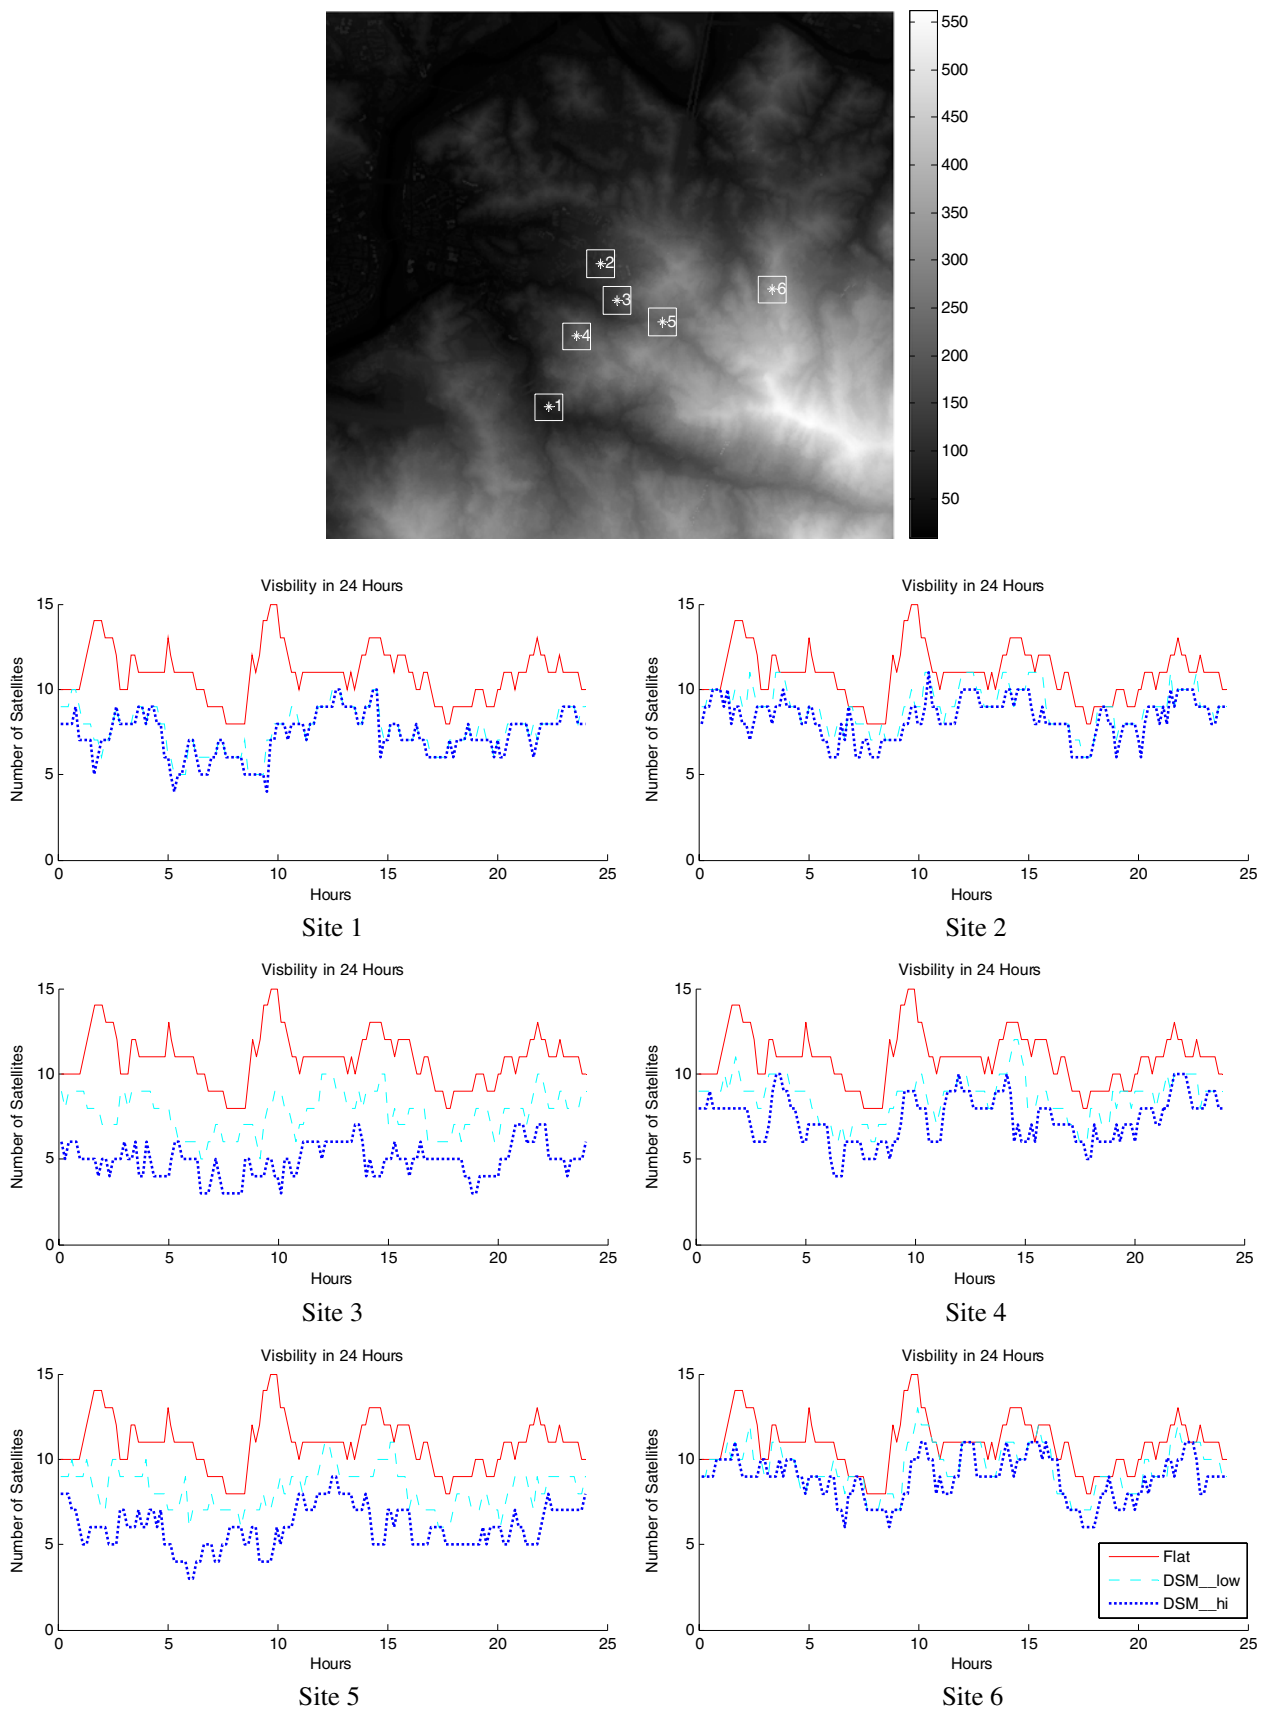 550
500
450
400
350
300
250
200
150
100
50
2
3
6
5
4
1
Visbility in 24 Hours
15
10
5
0
Number of Satellites
0 5 10 15 20 25
Hours
Site 1
Visbility in 24 Hours
15
10
5
0
Number of Satellites
0 5 10 15 20 25
Hours
Site 2
Visbility in 24 Hours
15
10
5
0
Number of Satellites
0 5 10 15 20 25
Hours
Site 3
Visbility in 24 Hours
15
10
5
0
Number of Satellites
0 5 10 15 20 25
Hours
Site 4
Visbility in 24 Hours
15
10
5
0
Number of Satellites
0 5 10 15 20 25
Hours
Site 5
Visbility in 24 Hours
15
10
5
0
Number of Satellites
0 5 10 15 20 25
Hours
Flat
DSM__low
DSM__hi
Site 6